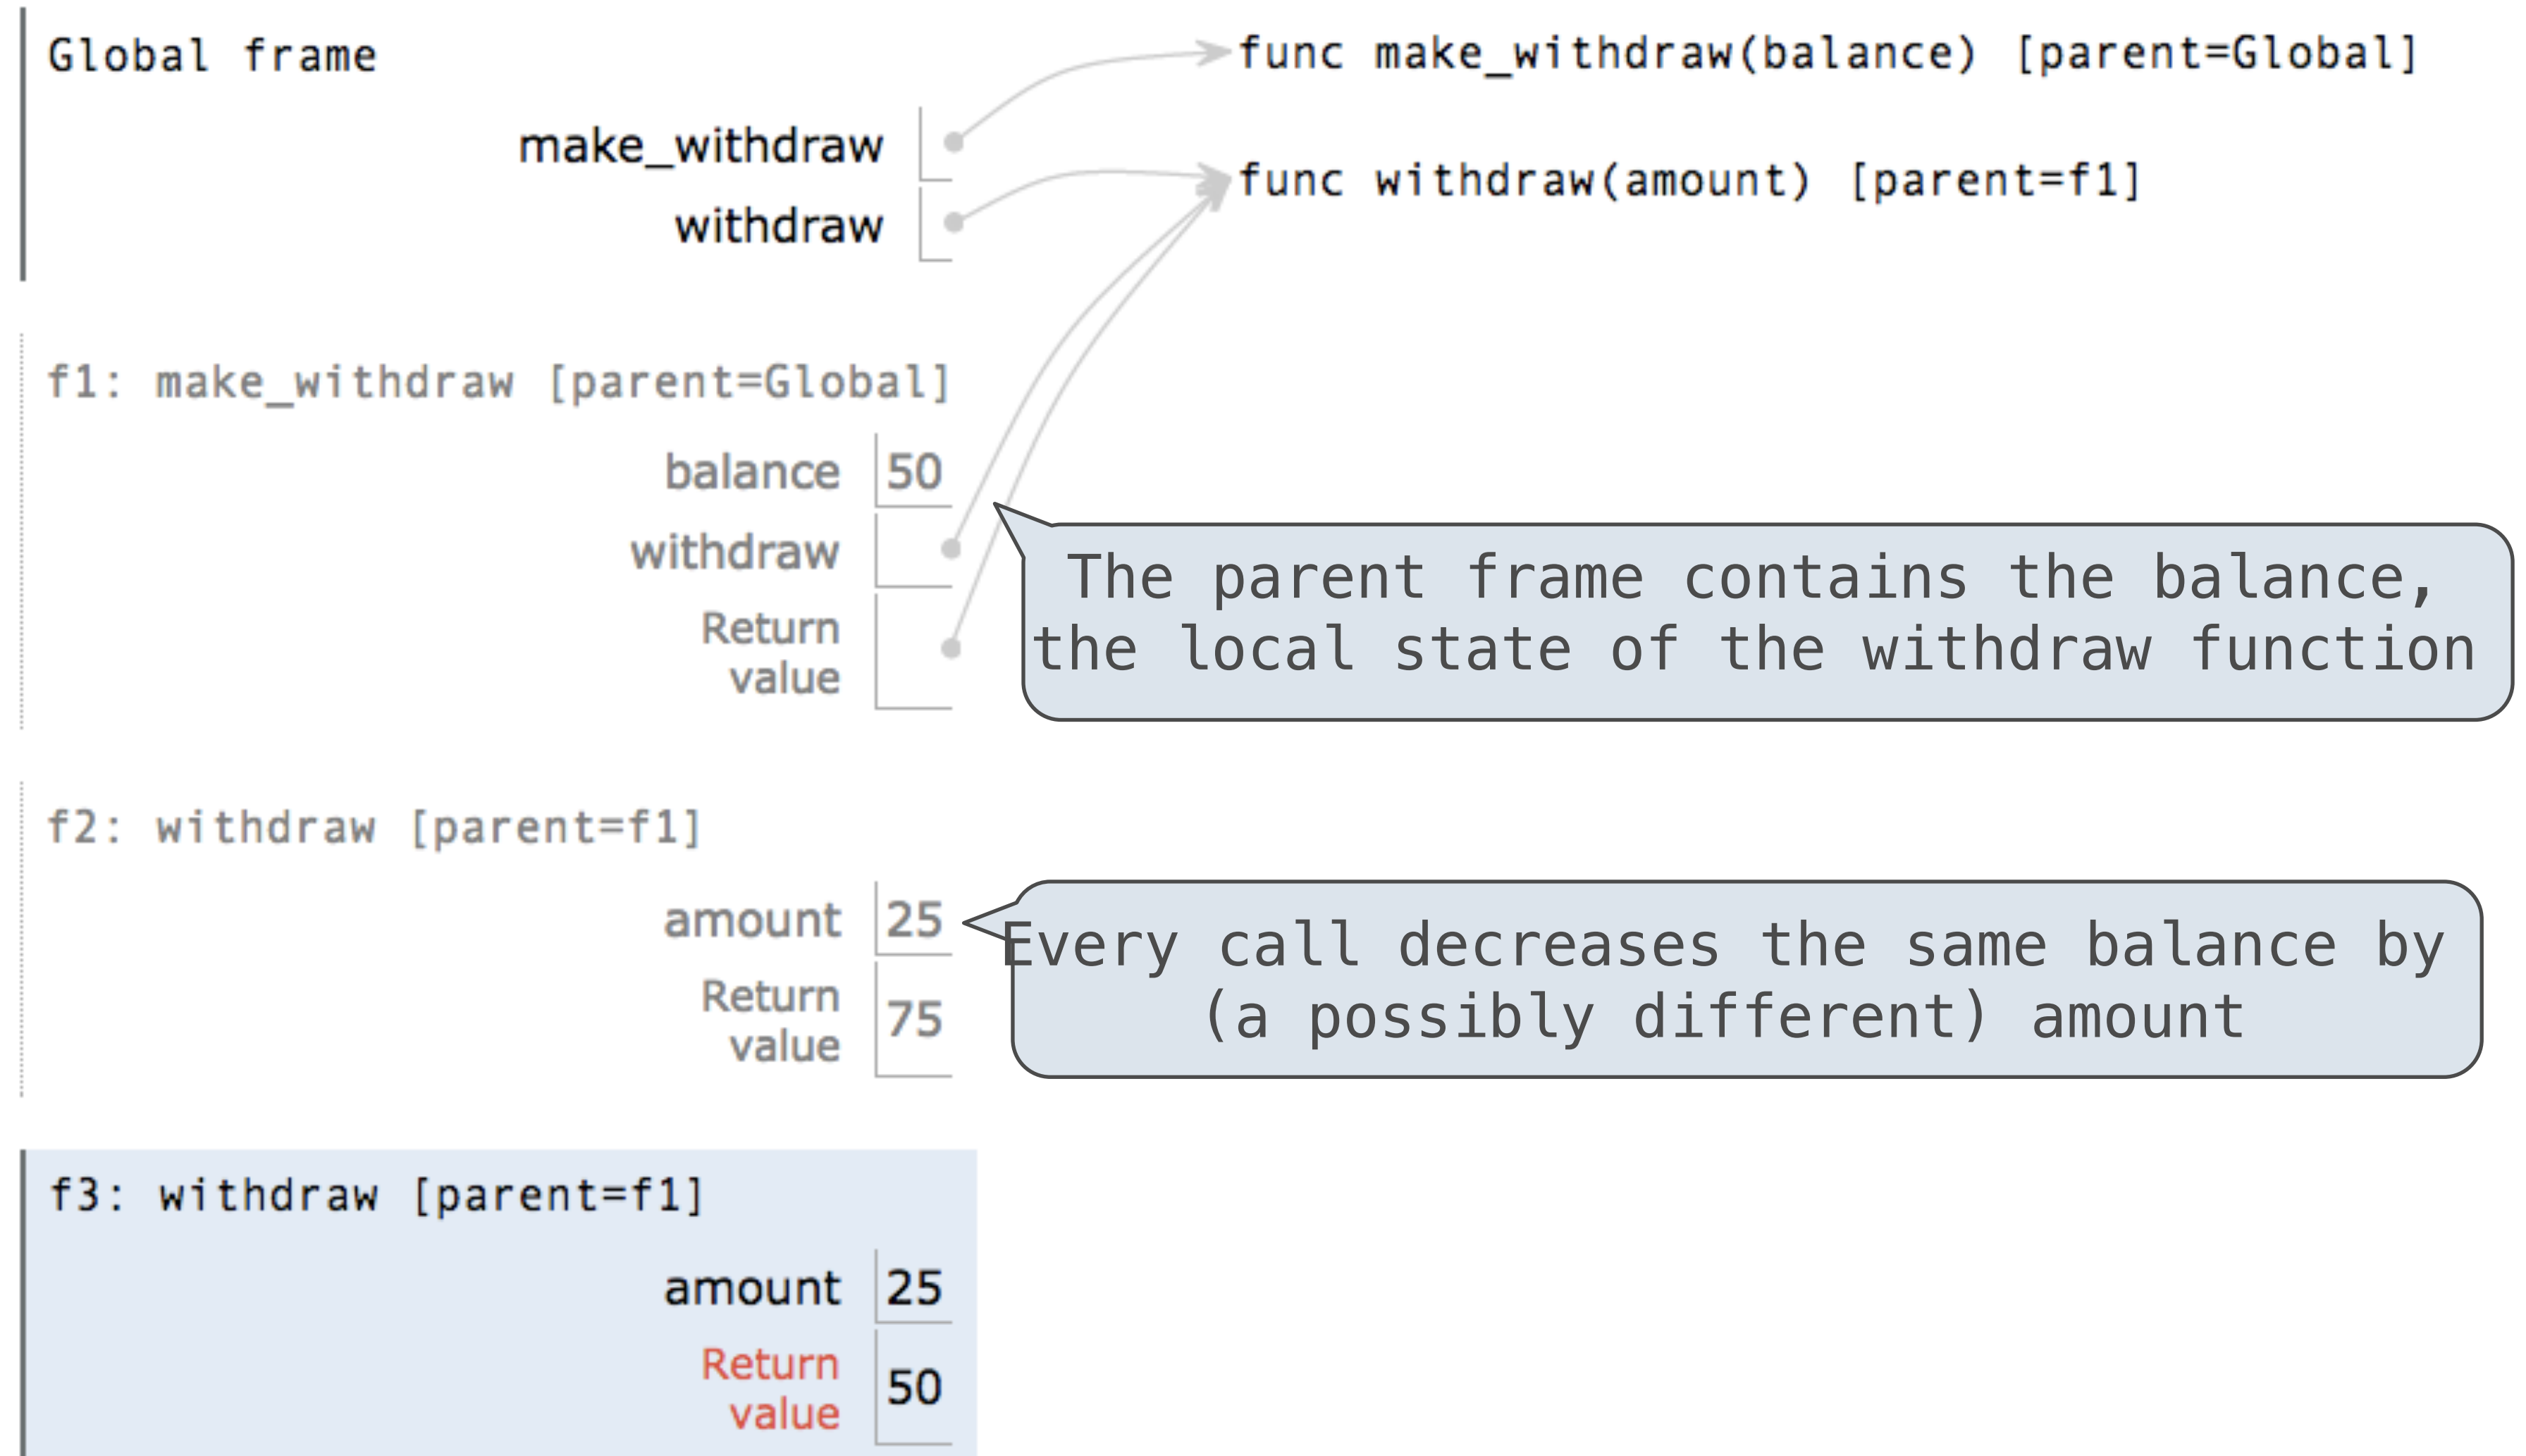 Global frame
func make_withdraw(balance) [parent=Global]
make_withdraw
func withdraw(amount) [parent=f1]
withdraw
f1: make_withdraw [parent=Global]
balance 50
withdraw
Return
value
The parent frame contains the balance,
the local state of the withdraw function
f2: withdraw [parent=f1]
amount 25
Return
value 75
Every call decreases the same balance by
(a possibly different) amount
f3: withdraw [parent=f1]
amount 25
Return
value 50